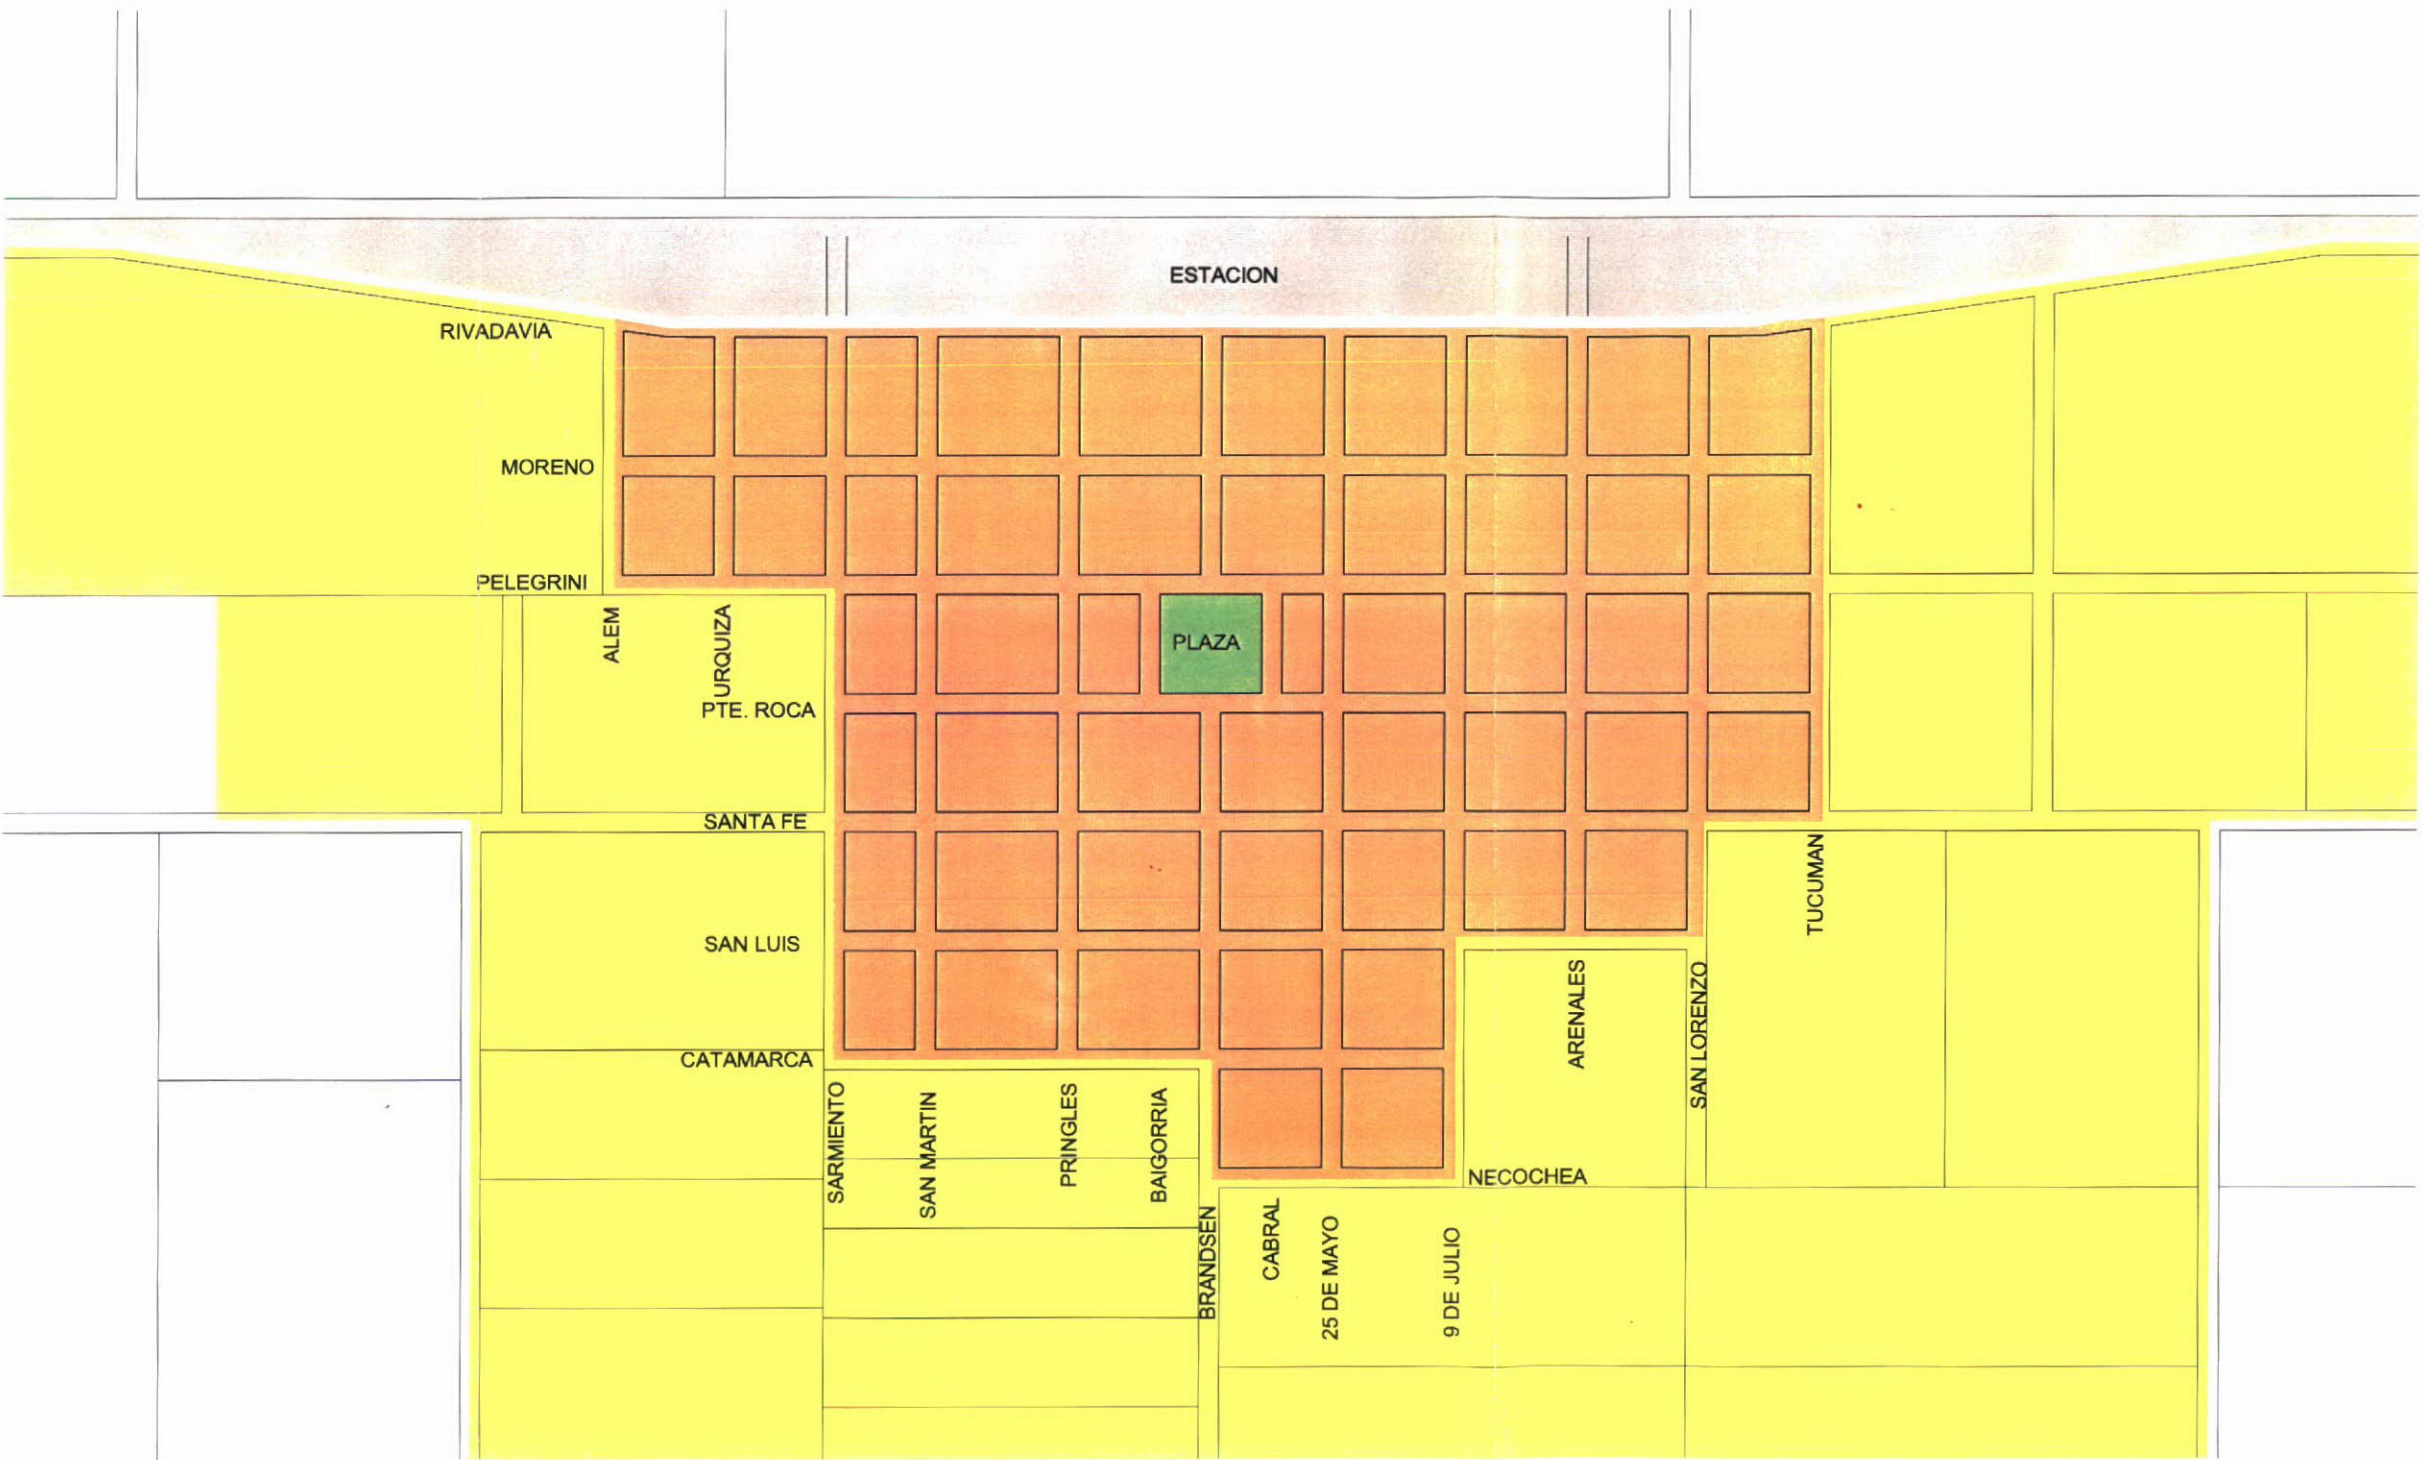 ESTACION
RIVADAVIA
MORENO
PELEGRINI
ALEM
URQUIZA
PLAZA
PTE. ROCA
SANTA FE
TUCUMAN
SAN LUIS
ARENALES
SAN LORENZO
CATAMARCA
SARMIENTO
SAN MARTIN
PRINGLES
BAIGORRIA
NECOCHEA
BRANDSEN
CABRAL
25 DE MAYO
9 DE JULIO